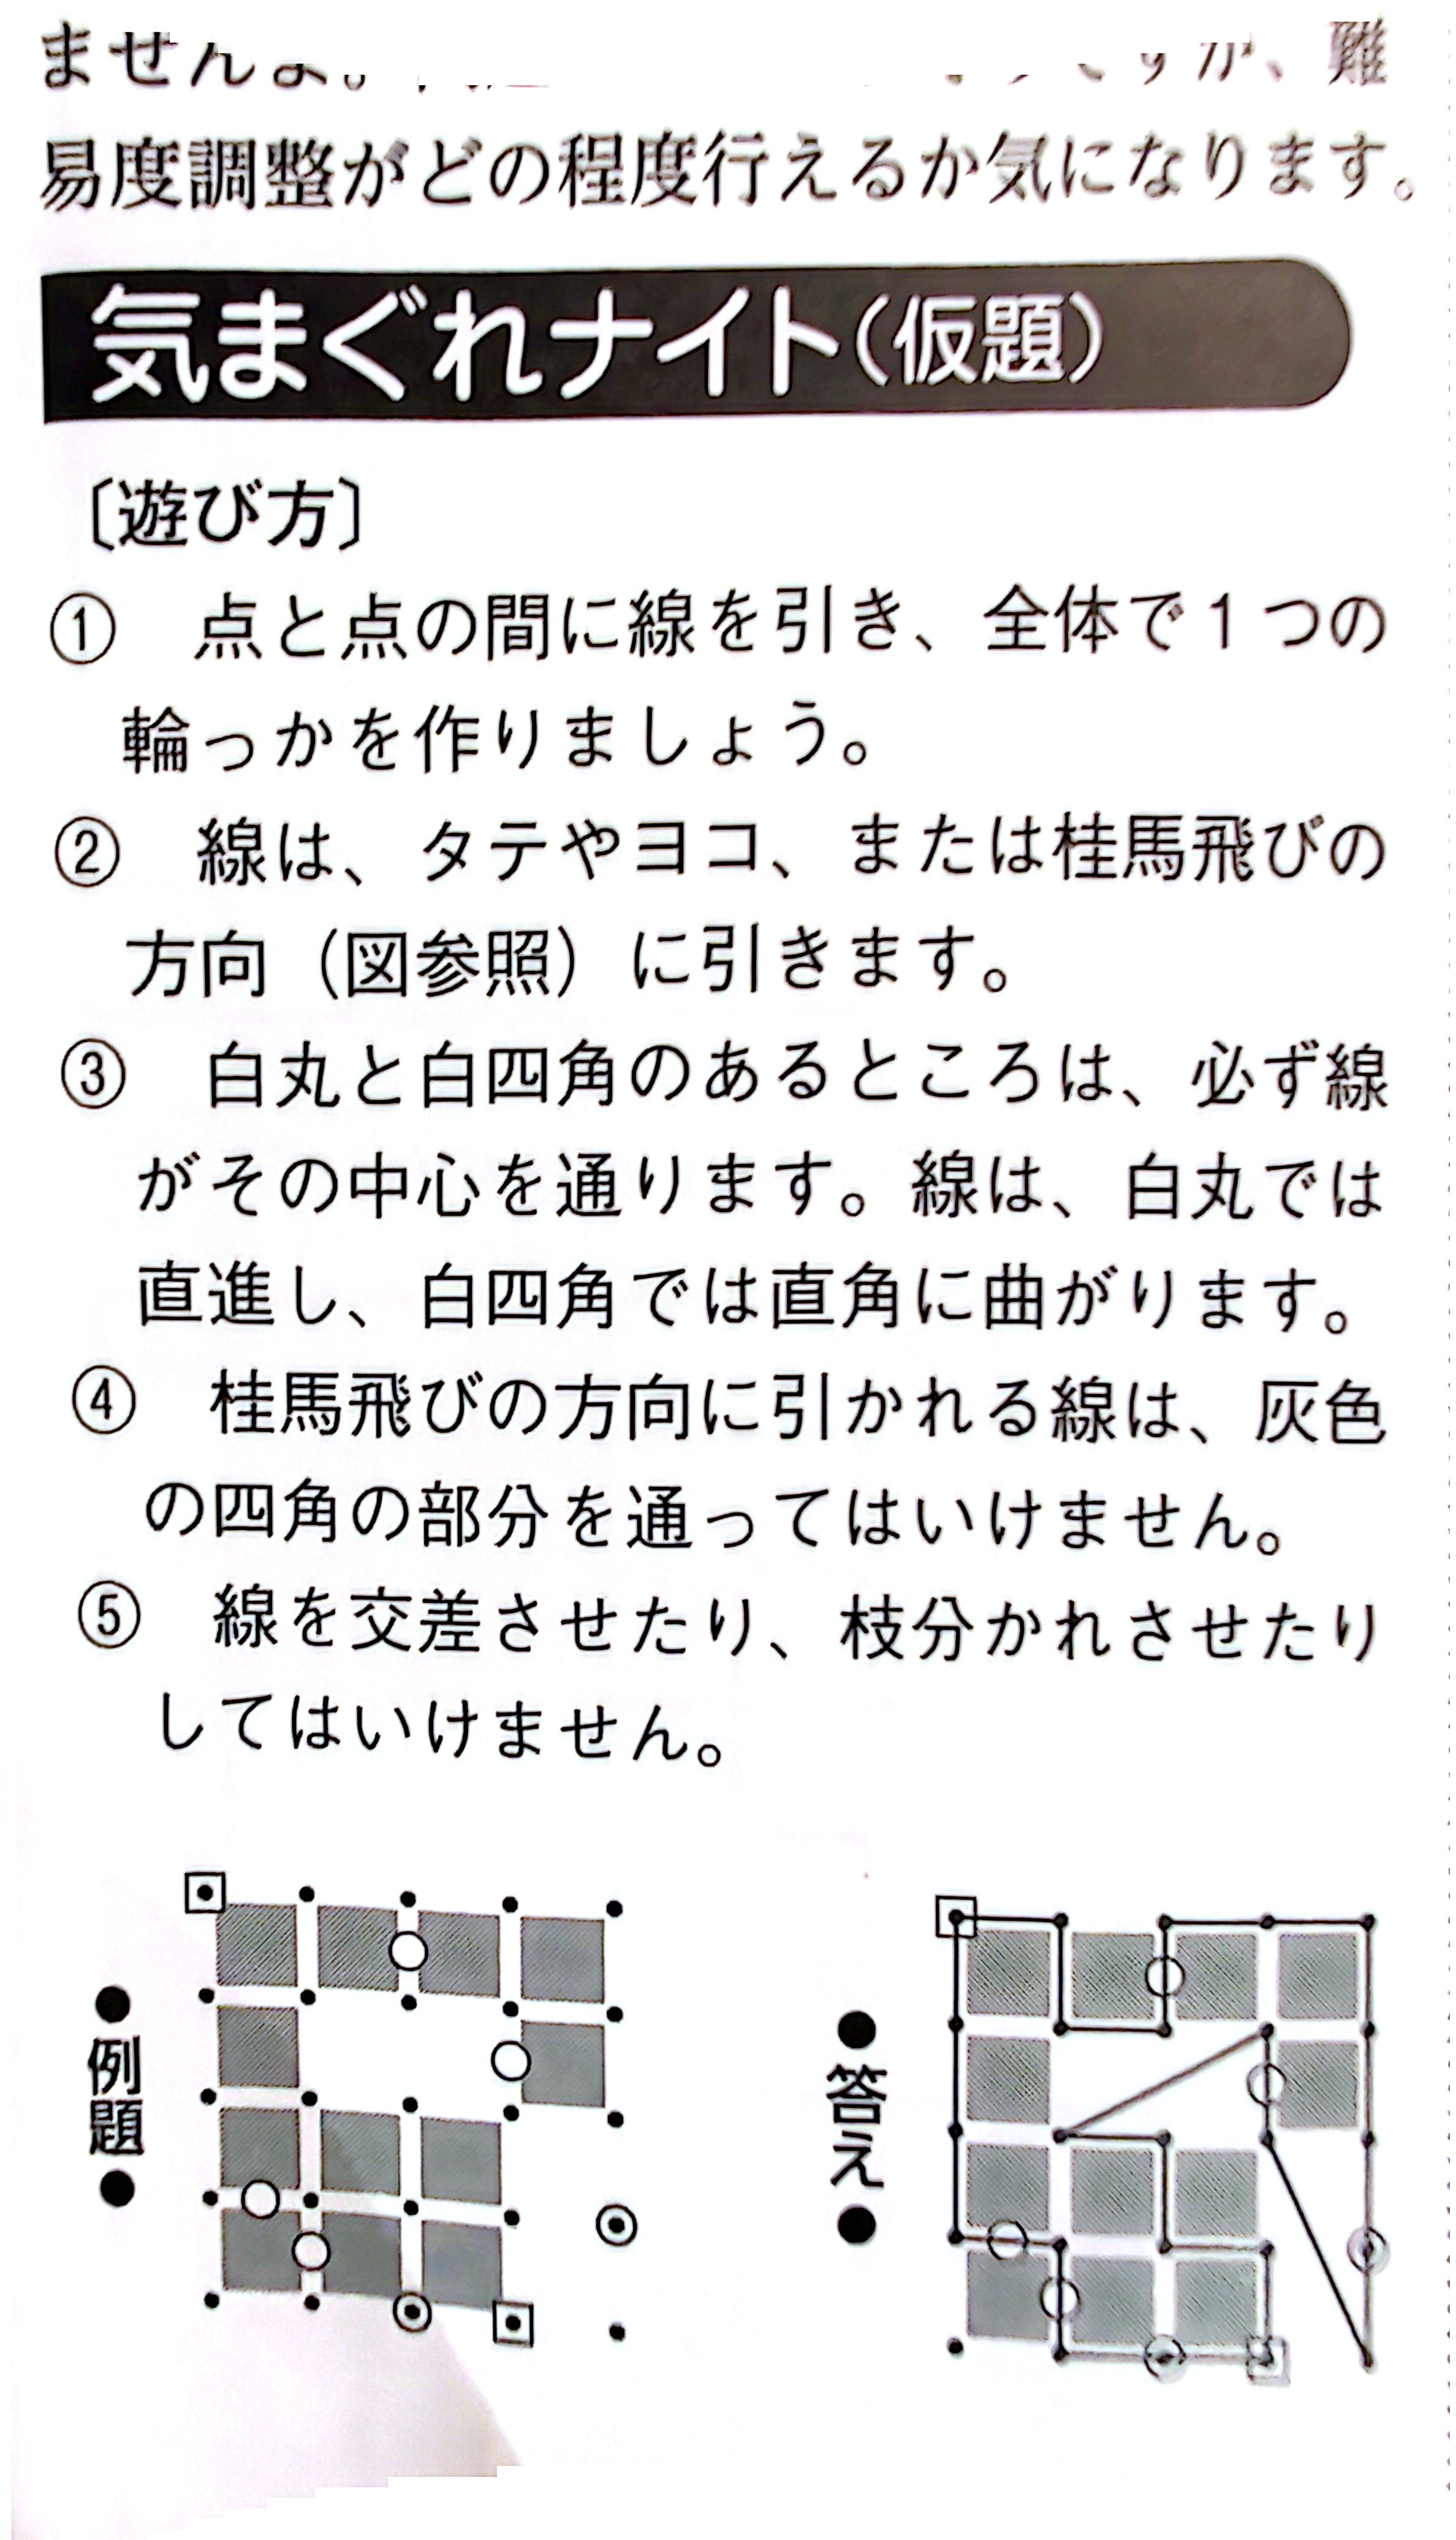 ませんよ。
すが、難
易度調整がどの程度行えるか気になります。
気まぐれナイト（仮題）
〔遊び方〕
① 点と点の間に線を引き、全体で１つの
輪っかを作りましょう。
② 線は、タテやヨコ、または桂馬飛びの
方向（図参照）に引きます。
③ 白丸と白四角のあるところは、必ず線
がその中心を通ります。線は、白丸では
直進し、白四角では直角に曲がります。
④ 桂馬飛びの方向に引かれる線は、灰色
の四角の部分を通ってはいけません。
⑤ 線を交差させたり、枝分かれさせたり
してはいけません。
●例題●
●答え●